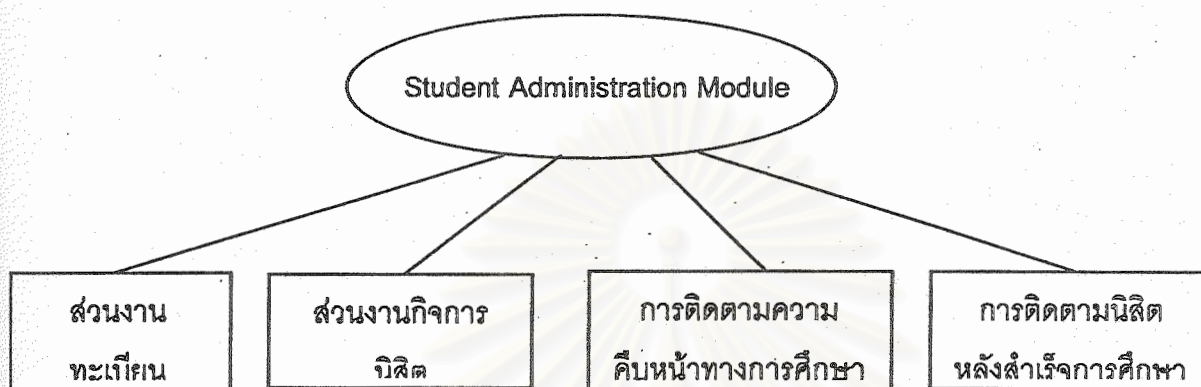 Student Administration Module
ส่วนงาน
ทะเบียน
ส่วนงานกิจการ
นิสิต
การติดตามความ
คืบหน้าทางการศึกษา
การติดตามนิสิต
หลังสำเร็จการศึกษา